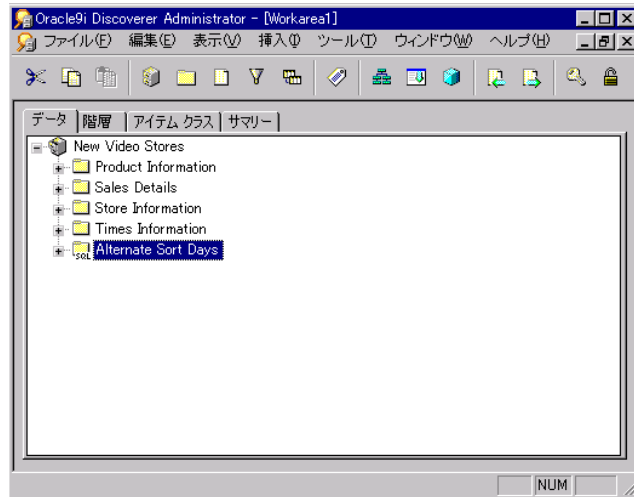 Oracle9i Discoverer Administrator - [Workarea1]
ファイル(F) 編集(E) 表示(V) 挿入(I) ツール(T) ウィンドウ(W) ヘルプ(H)
データ 階層 アイテム クラス サマリー
New Video Stores
Product Information
Sales Details
Store Information
Times Information
SQL Alternate Sort Days
NUM